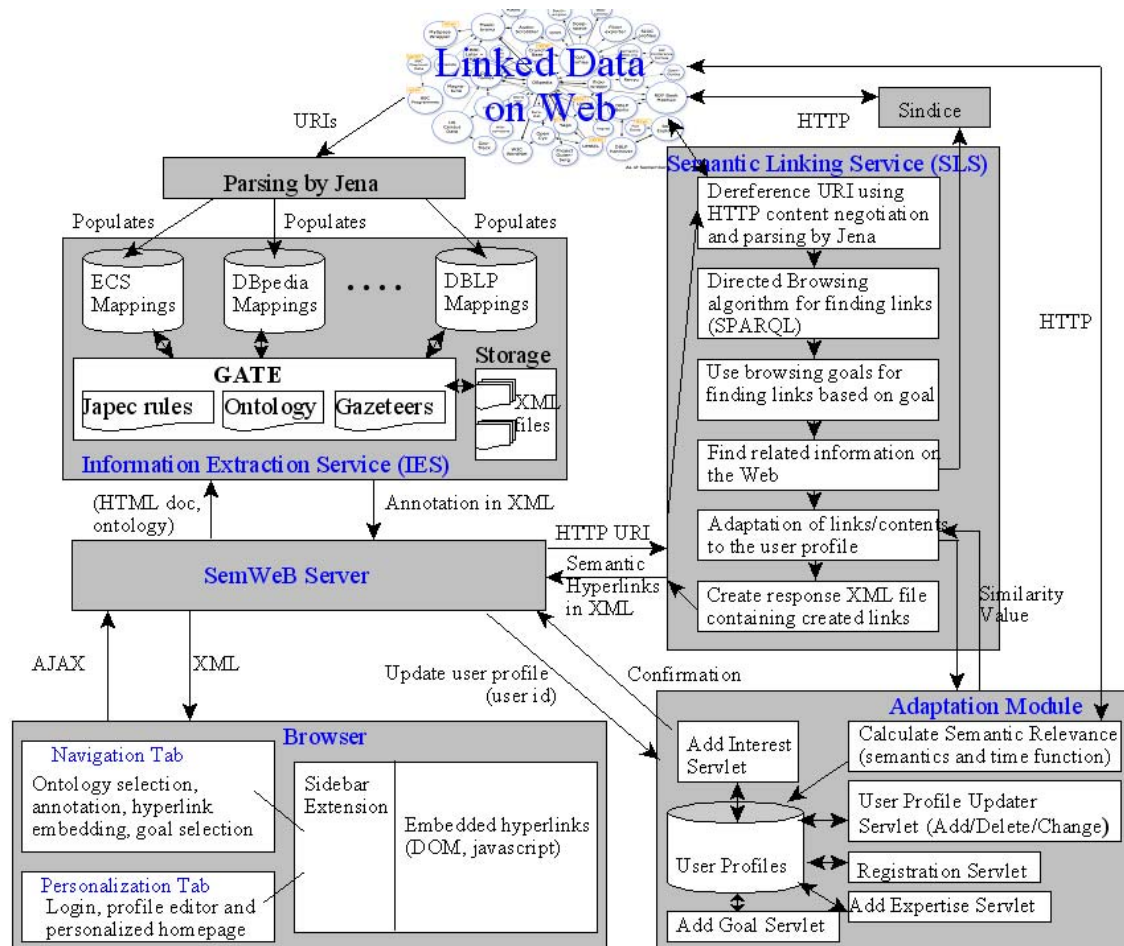 Linked Data
on Web
URIs
HTTP
Sindice
Parsing by Jena
Populates
Populates
Populates
ECS
Mappings
DBpedia
Mappings
....
DBLP
Mappings
GATE
Japec rules
Ontology
Gazeteers
Storage
XML
files
Information Extraction Service (IES)
Semantic Linking Service (SLS)
Dereference URI using
HTTP content negotiation
and parsing by Jena
Directed Browsing
algorithm for finding links
(SPARQL)
Use browsing goals for
finding links based on goal
Find related information on
the Web
Adaptation of links/contents
to the user profile
Create response XML file
containing created links
HTTP
(HTML doc,
ontology)
Annotation in XML
SemWeB Server
HTTP URI
Semantic
Hyperlinks
in XML
Similarity
Value
AJAX
XML
Update user profile
(user id)
Confirmation
Browser
Navigation Tab
Ontology selection,
annotation, hyperlink
embedding, goal selection
Personalization Tab
Login, profile editor and
personalized homepage
Sidebar
Extension
Embedded hyperlinks
(DOM, javascript)
Adaptation Module
Add Interest
Servlet
Calculate Semantic Relevance
(semantics and time function)
User Profile Updater
Servlet (Add/Delete/Change)
User Profiles
Registration Servlet
Add Expertise Servlet
Add Goal Servlet